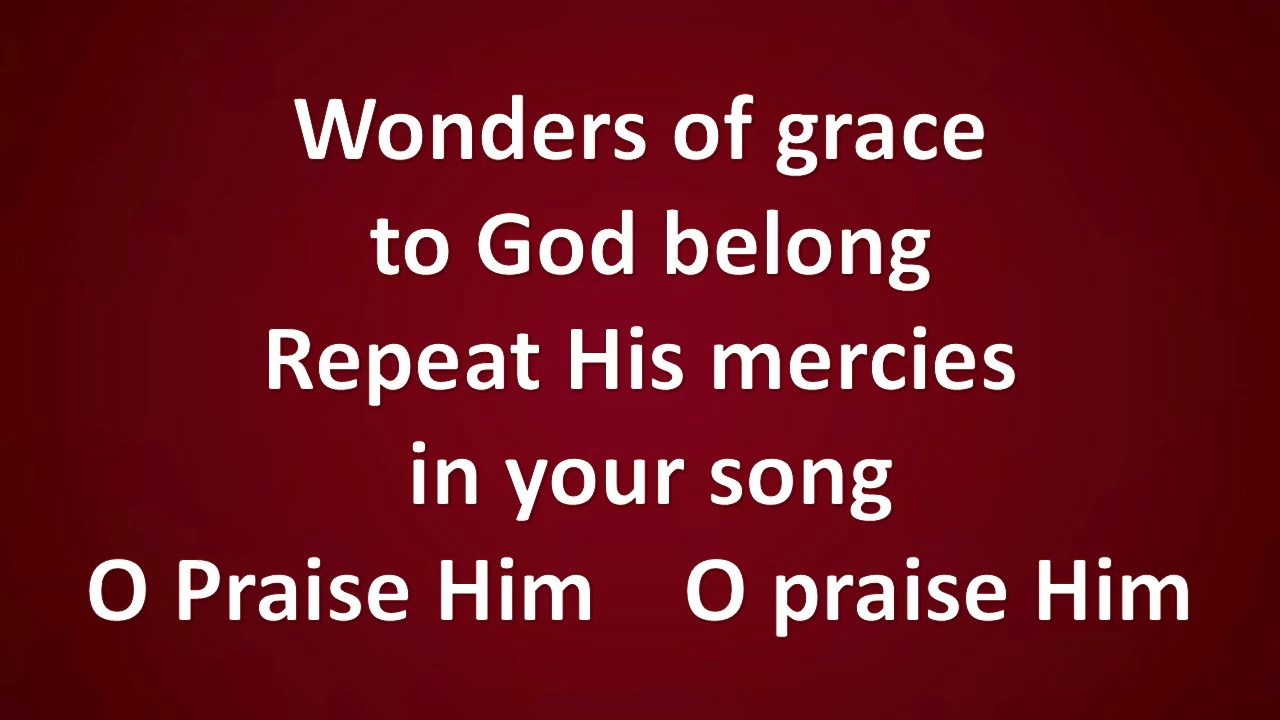 Wonders of grace
to God belong
Repeat His mercies
in your song
O Praise Him    O praise Him